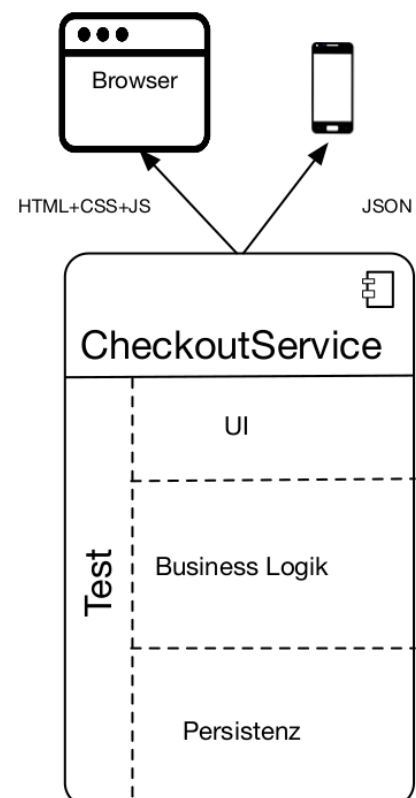 Browser
HTML+CSS+JS
JSON
CheckoutService
UI
Test
Business Logik
Persistenz